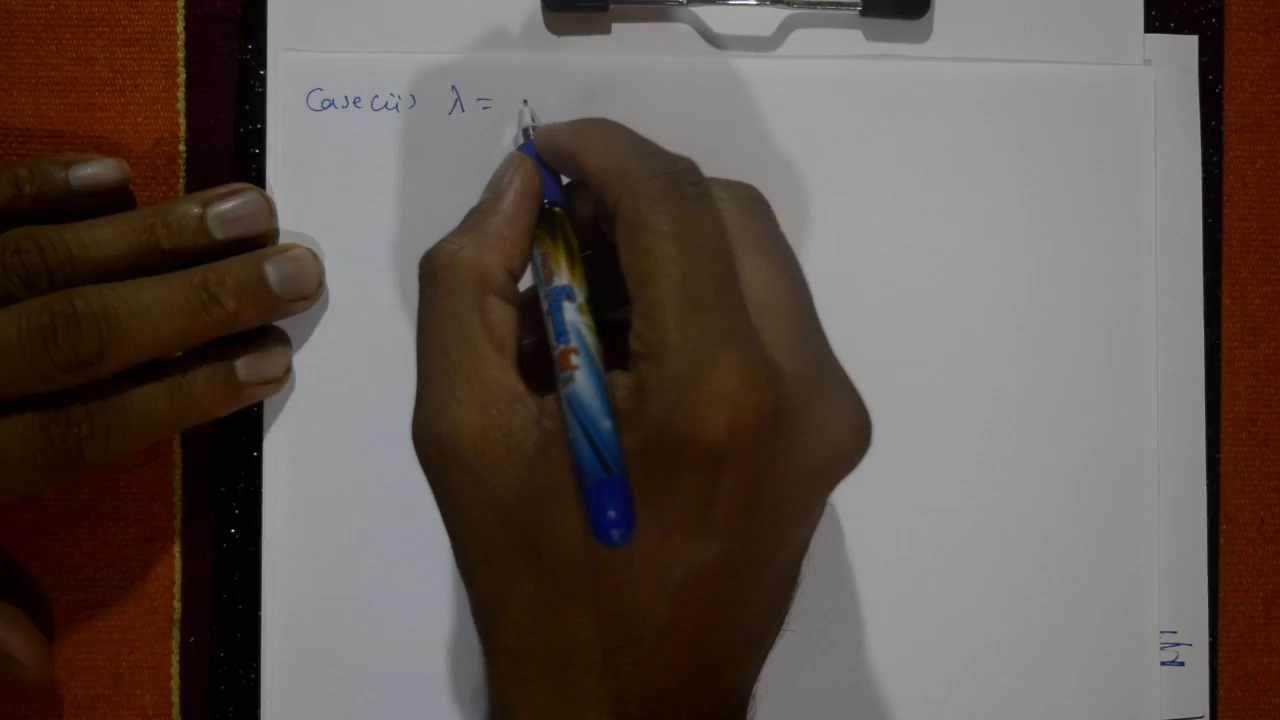 Case(ii) λ =